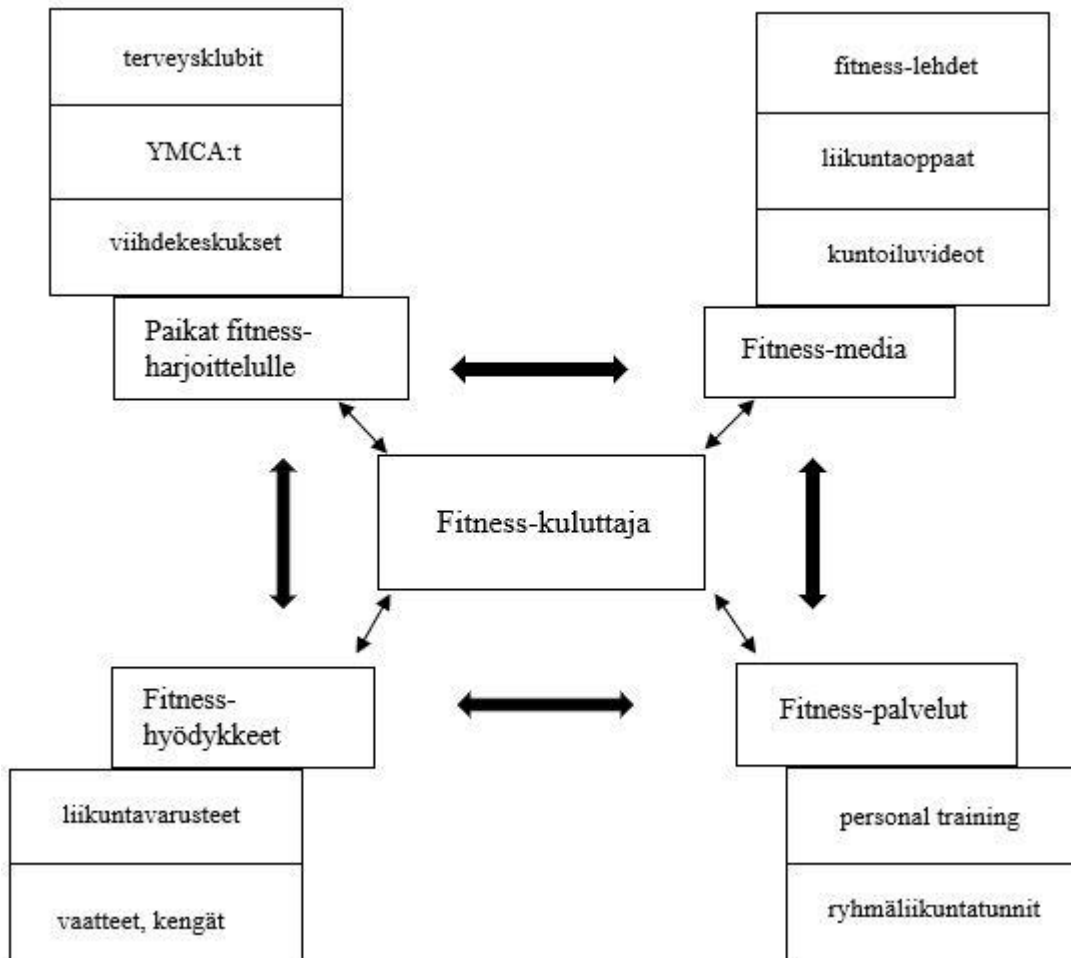 terveysklubit
YMCA:t
viihdekeskukset
Paikat fitness-
harjoittelulle
fitness-lehdet
liikuntaoppaat
kuntoiluvideot
Fitness-media
Fitness-kuluttaja
Fitness-
hyödykkeet
liikuntavarusteet
vaatteet, kengät
Fitness-palvelut
personal training
ryhmäliikuntatunnit